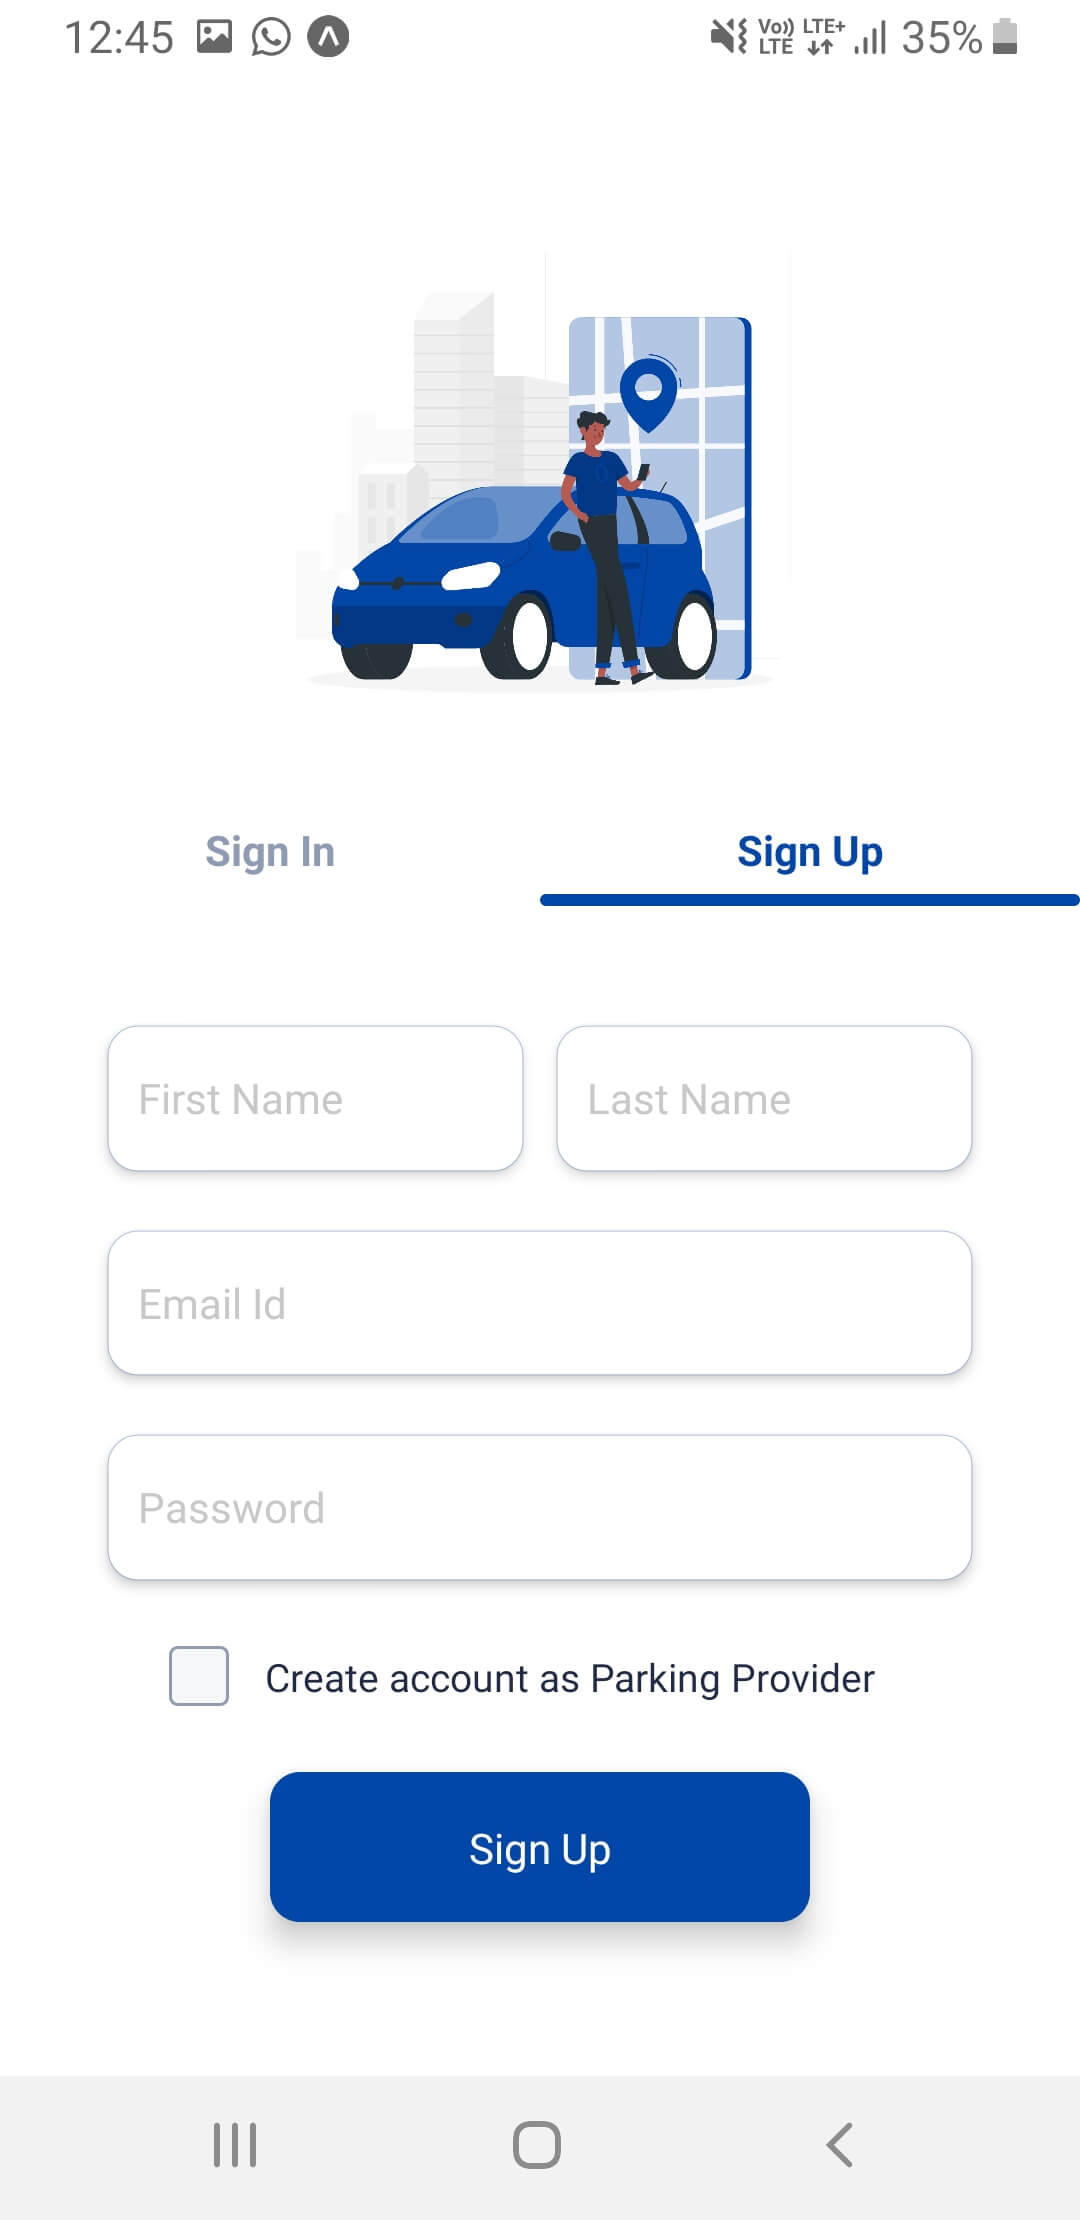 12:45 Vo)) LTE LTE+ 35%
Sign In Sign Up
First Name Last Name
Email Id
Password
Create account as Parking Provider
Sign Up